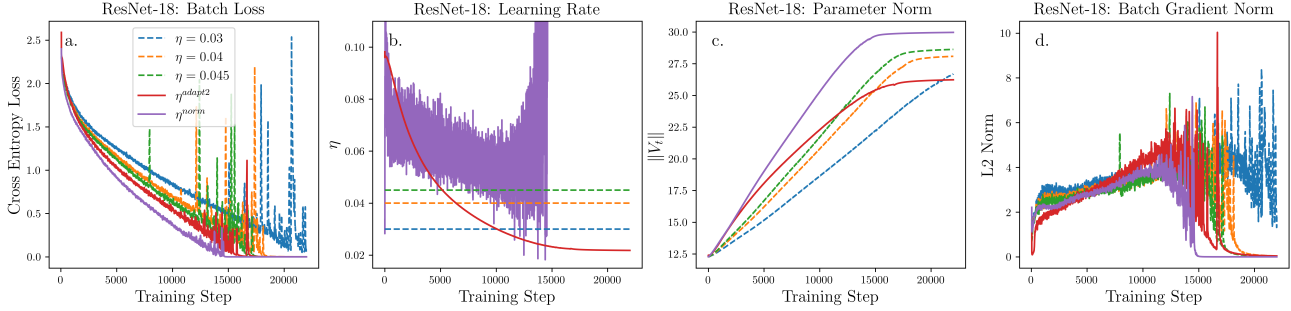 ResNet-18: Batch Loss
a.
η = 0.03
η = 0.04
η = 0.045
η^{adapt2}
η^{norm}
Cross Entropy Loss
2.5
2.0
1.5
1.0
0.5
0.0
0 5000 10000 15000 20000
Training Step
ResNet-18: Learning Rate
b.
η
0.10
0.08
0.06
0.04
0.02
0 5000 10000 15000 20000
Training Step
ResNet-18: Parameter Norm
c.
||V_t||
30.0
27.5
25.0
22.5
20.0
17.5
15.0
12.5
0 5000 10000 15000 20000
Training Step
ResNet-18: Batch Gradient Norm
d.
L2 Norm
10
8
6
4
2
0
0 5000 10000 15000 20000
Training Step